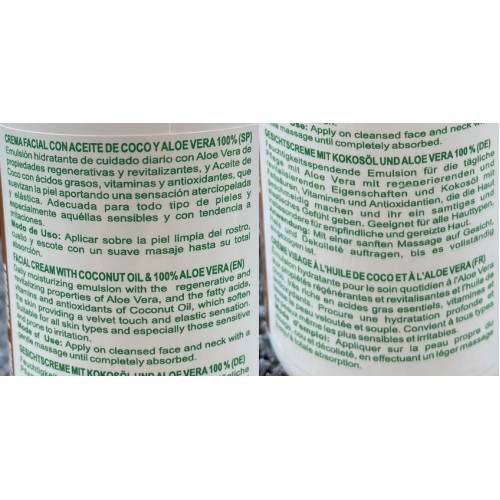 CREMA FACIAL CON ACEITE DE COCO Y ALOE VERA 100% (SP)
Emulsión hidratante de cuidado diario con Aloe Vera de
propiedades regenerativas y revitalizantes, y Aceite de
Coco con ácidos grasos, vitaminas y antioxidantes, que
suavizan la piel aportando una sensación aterciopelada
y elástica. Adecuada para todo tipo de pieles y
especialmente aquéllas sensibles y con tendencia a
irritaciones.
Modo de Uso: Aplicar sobre la piel limpia del rostro,
cuello y escote con un suave masaje hasta su total
absorción.
FACIAL CREAM WITH COCONUT OIL & 100% ALOE VERA (EN)
Daily moisturizing emulsion with the regenerative and
revitalizing properties of Aloe Vera, and the fatty acids,
vitamins and antioxidants of Coconut Oil, which soften
the skin providing a velvet touch and elastic sensation.
for all skin types and especially those sensitive
prone to irritation.
Mode of Use: Apply on cleansed face and neck with a
gentle massage until completely absorbed.
GESICHTSCREME MIT KOKOSÖL UND ALOE VERA 100% (DE)
Use: Apply on cleansed face and neck with
massage until completely absorbed.
GESICHTSCREME MIT KOKOSÖL UND ALOE VERA 100% (DE)
Feuchtigkeitsspendende Emulsion für die tägliche
Pflege mit Aloe Vera mit regenerierenden und
Eigenschaften und Kokosöl mit
Fettsäuren, Vitaminen und Antioxidantien, die die Haut
machen und ihr ein samtiges und
Gefühl geben. Geeignet für alle Hauttypen,
für empfindliche und gereizte Haut.
Mit einer sanften Massage auf Gesicht,
und Dekolleté auftragen, bis es vollständig
CRÈME VISAGE À L'HUILE DE COCO ET À L'ALOE VERA (FR)
hydratante pour le soin quotidien à l'Aloe Vera
propriétés régénérantes et revitalisantes et l'huile de
en acides gras essentiels, vitamines et
Procure une hydratation profonde et
peau veloutée et souple. Convient à tous types
plus sensibles et irritables.
d'emploi: Appliquer sur la peau propre du
cou et décolleté, en effectuant un léger massage
absorption.